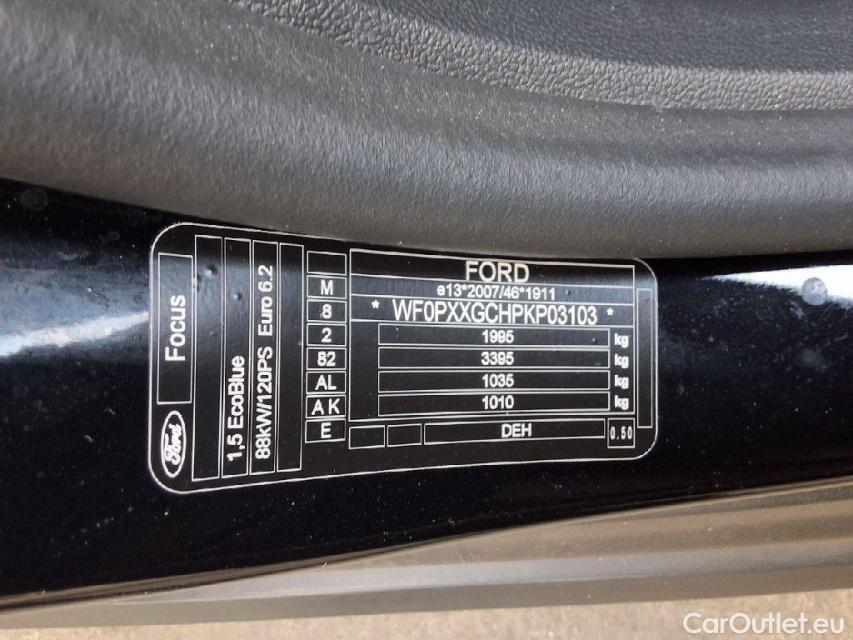 FORD
e13*2007/46*1911
* WF0PXXGCHPKP03103 *
1995 kg
3395 kg
1035 kg
1010 kg
DEH 0.50
M
8
2
82
AL
A K
E
Focus
1,5 EcoBlue
88kW/120PS Euro 6.2
Ford
CarOutlet.eu